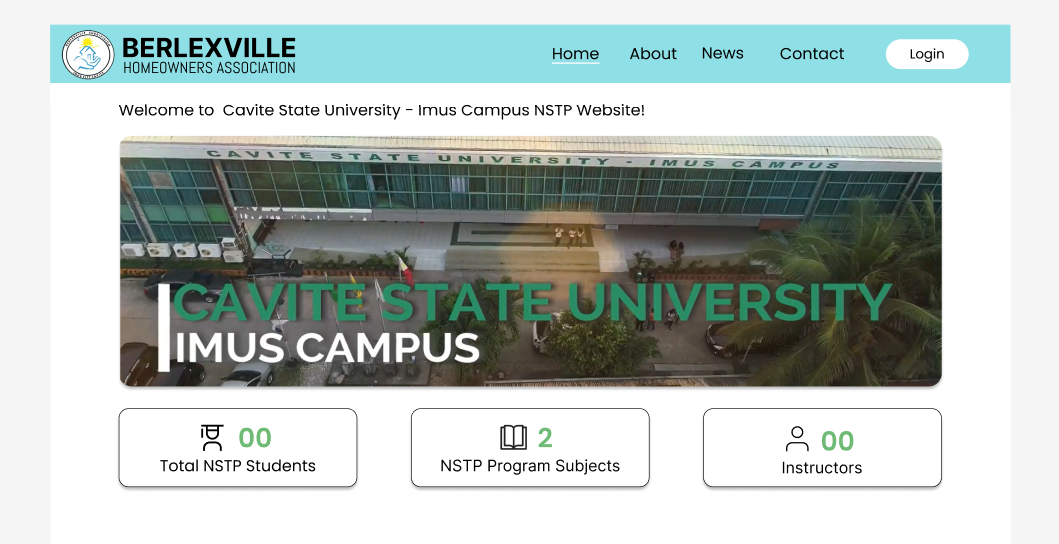 BERLEXVILLE
HOMEOWNERS ASSOCIATION
Home About News Contact Login
Welcome to Cavite State University - Imus Campus NSTP Website!
CAVITE STATE UNIVERSITY - IMUS CAMPUS
CAVITE STATE UNIVERSITY
IMUS CAMPUS
00
Total NSTP Students
2
NSTP Program Subjects
00
Instructors